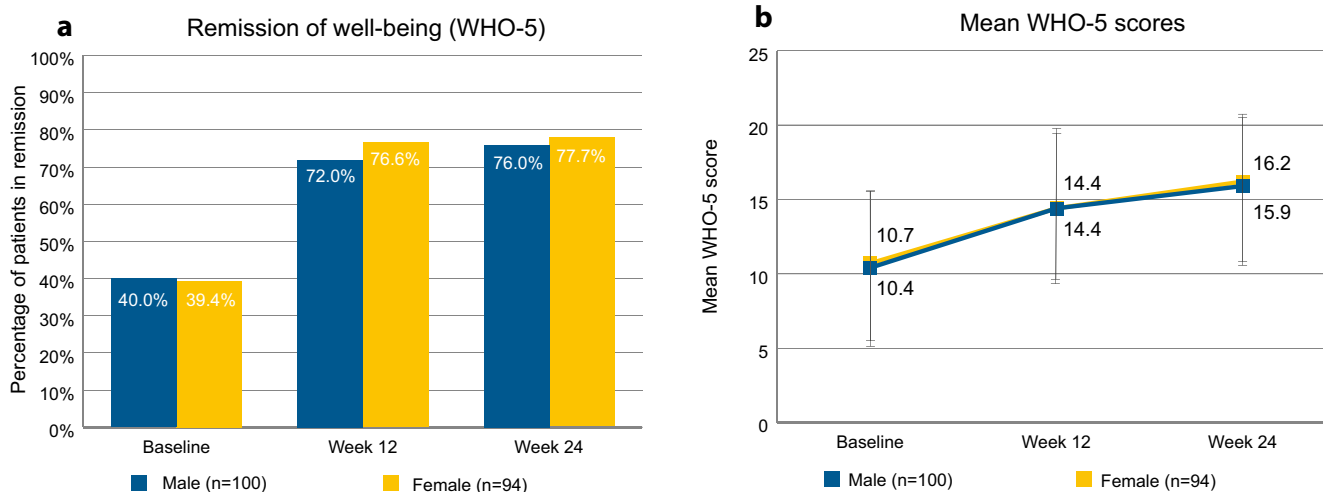 a
Remission of well-being (WHO-5)
Percentage of patients in remission
100%
90%
80%
70%
60%
50%
40%
30%
20%
10%
0%
40.0%
39.4%
72.0%
76.6%
76.0%
77.7%
Baseline
Week 12
Week 24
Male (n=100)
Female (n=94)
b
Mean WHO-5 scores
Mean WHO-5 score
25
20
15
10
5
0
10.7
10.4
14.4
14.4
16.2
15.9
Baseline
Week 12
Week 24
Male (n=100)
Female (n=94)